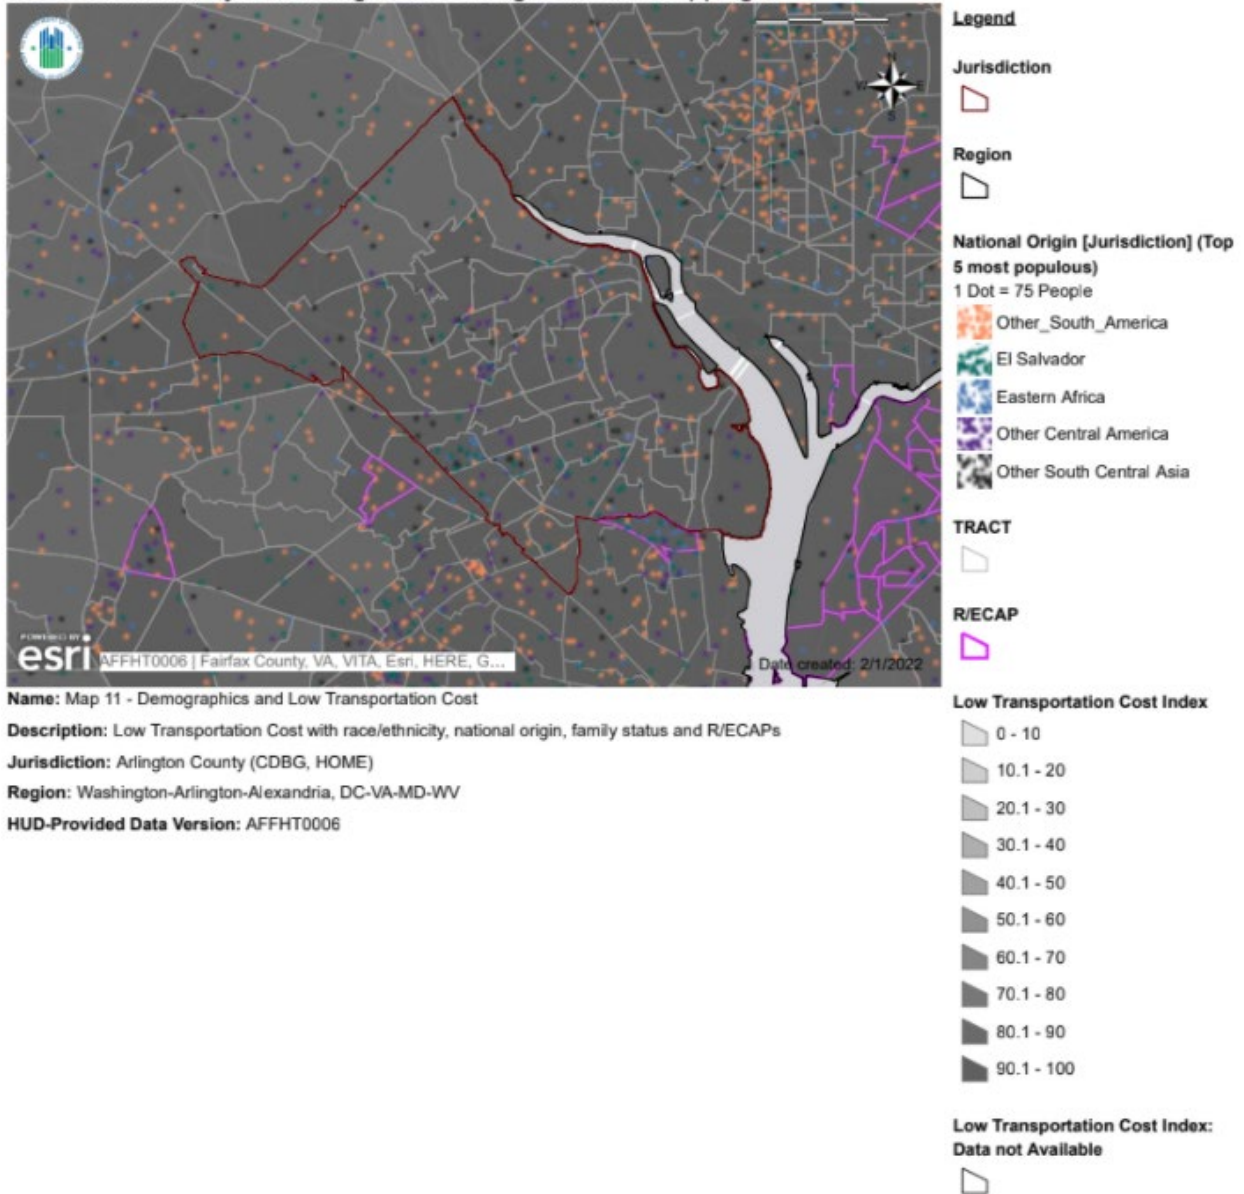 Legend
Jurisdiction
Region
National Origin [Jurisdiction] (Top
5 most populous)
1 Dot = 75 People
Other_South_America
El Salvador
Eastern Africa
Other Central America
Other South Central Asia
TRACT
R/ECAP
Low Transportation Cost Index
0 - 10
10.1 - 20
20.1 - 30
30.1 - 40
40.1 - 50
50.1 - 60
60.1 - 70
70.1 - 80
80.1 - 90
90.1 - 100
Low Transportation Cost Index:
Data not Available
N
W E
S
POWERED BY
esri
AFFHT0006 | Fairfax County, VA, VITA, Esri, HERE, G...
Date created: 2/1/2022
Name: Map 11 - Demographics and Low Transportation Cost
Description: Low Transportation Cost with race/ethnicity, national origin, family status and R/ECAPs
Jurisdiction: Arlington County (CDBG, HOME)
Region: Washington-Arlington-Alexandria, DC-VA-MD-WV
HUD-Provided Data Version: AFFHT0006